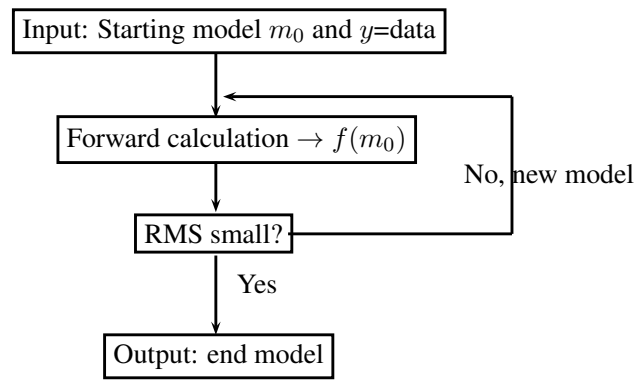 Input: Starting model m₀ and y=data
Forward calculation → f(m₀)
No, new model
RMS small?
Yes
Output: end model